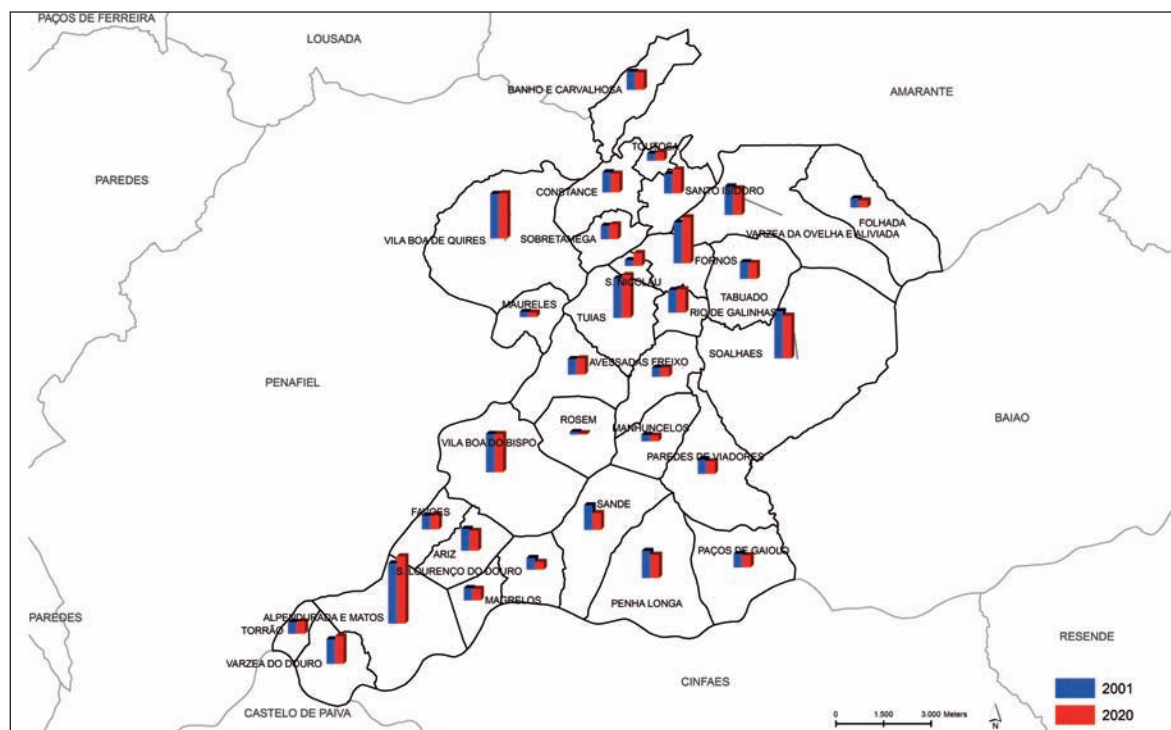 PAÇOS DE FERREIRA
LOUSADA
BANHO E CARVALHOSA
AMARANTE
TOUTOSA
PAREDES
CONSTANCE
SANTO ISIDORO
FOLHADA
VILA BOA DE QUIRES
SOBRETAMEGA
VARZEA DA OVELHA E ALIVIADA
FORNOS
S. NICOLAU
TABUADO
MAURELES
TUIAS
RIO DE GALINHAS
SOALHAES
AVESSADAS
FREIXO
PENAFIEL
BAIAO
ROSEM
MANHUNCELOS
VILA BOA DO BISPO
PAREDES DE VIADORES
SANDE
FAVOES
ARIZ
PAÇOS DE GAIOLO
S. LOURENÇO DO DOURO
MAGRELOS
PENHA LONGA
PAREDES
ALPENDURADA E MATOS
TORRÃO
RESENDE
VARZEA DO DOURO
CINFAES
2001
CASTELO DE PAIVA
2020
0 1.500 3.000 Meters
N